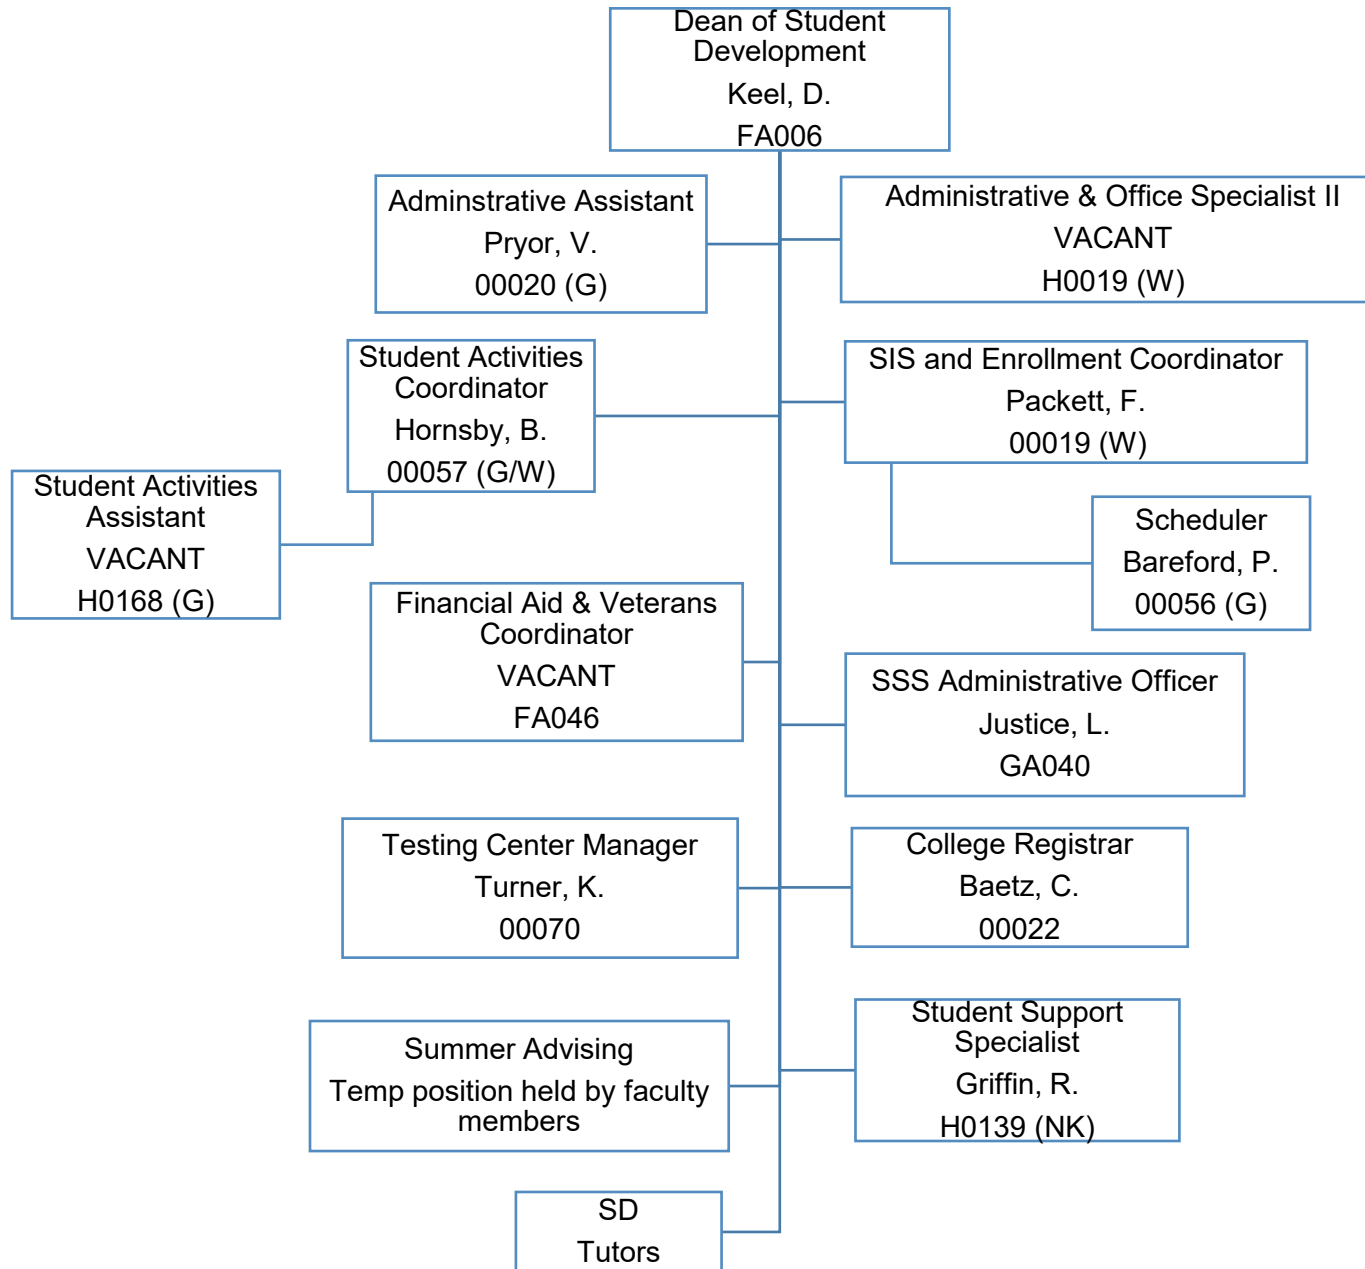 Dean of Student
Development
Keel, D.
FA006
Adminstrative Assistant
Pryor, V.
00020 (G)
Administrative & Office Specialist II
VACANT
H0019 (W)
Student Activities
Coordinator
Hornsby, B.
00057 (G/W)
SIS and Enrollment Coordinator
Packett, F.
00019 (W)
Student Activities
Assistant
VACANT
H0168 (G)
Scheduler
Bareford, P.
00056 (G)
Financial Aid & Veterans
Coordinator
VACANT
FA046
SSS Administrative Officer
Justice, L.
GA040
Testing Center Manager
Turner, K.
00070
College Registrar
Baetz, C.
00022
Summer Advising
Temp position held by faculty
members
Student Support
Specialist
Griffin, R.
H0139 (NK)
SD
Tutors